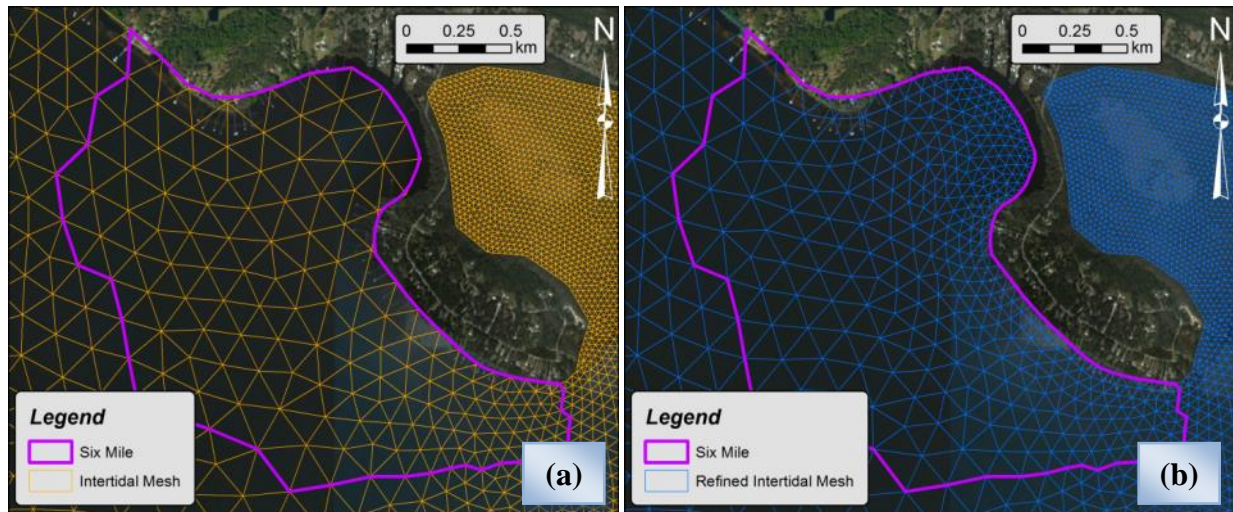 0 0.25 0.5
km
N
Legend
Six Mile
Intertidal Mesh
(a)
0 0.25 0.5
km
N
Legend
Six Mile
Refined Intertidal Mesh
(b)